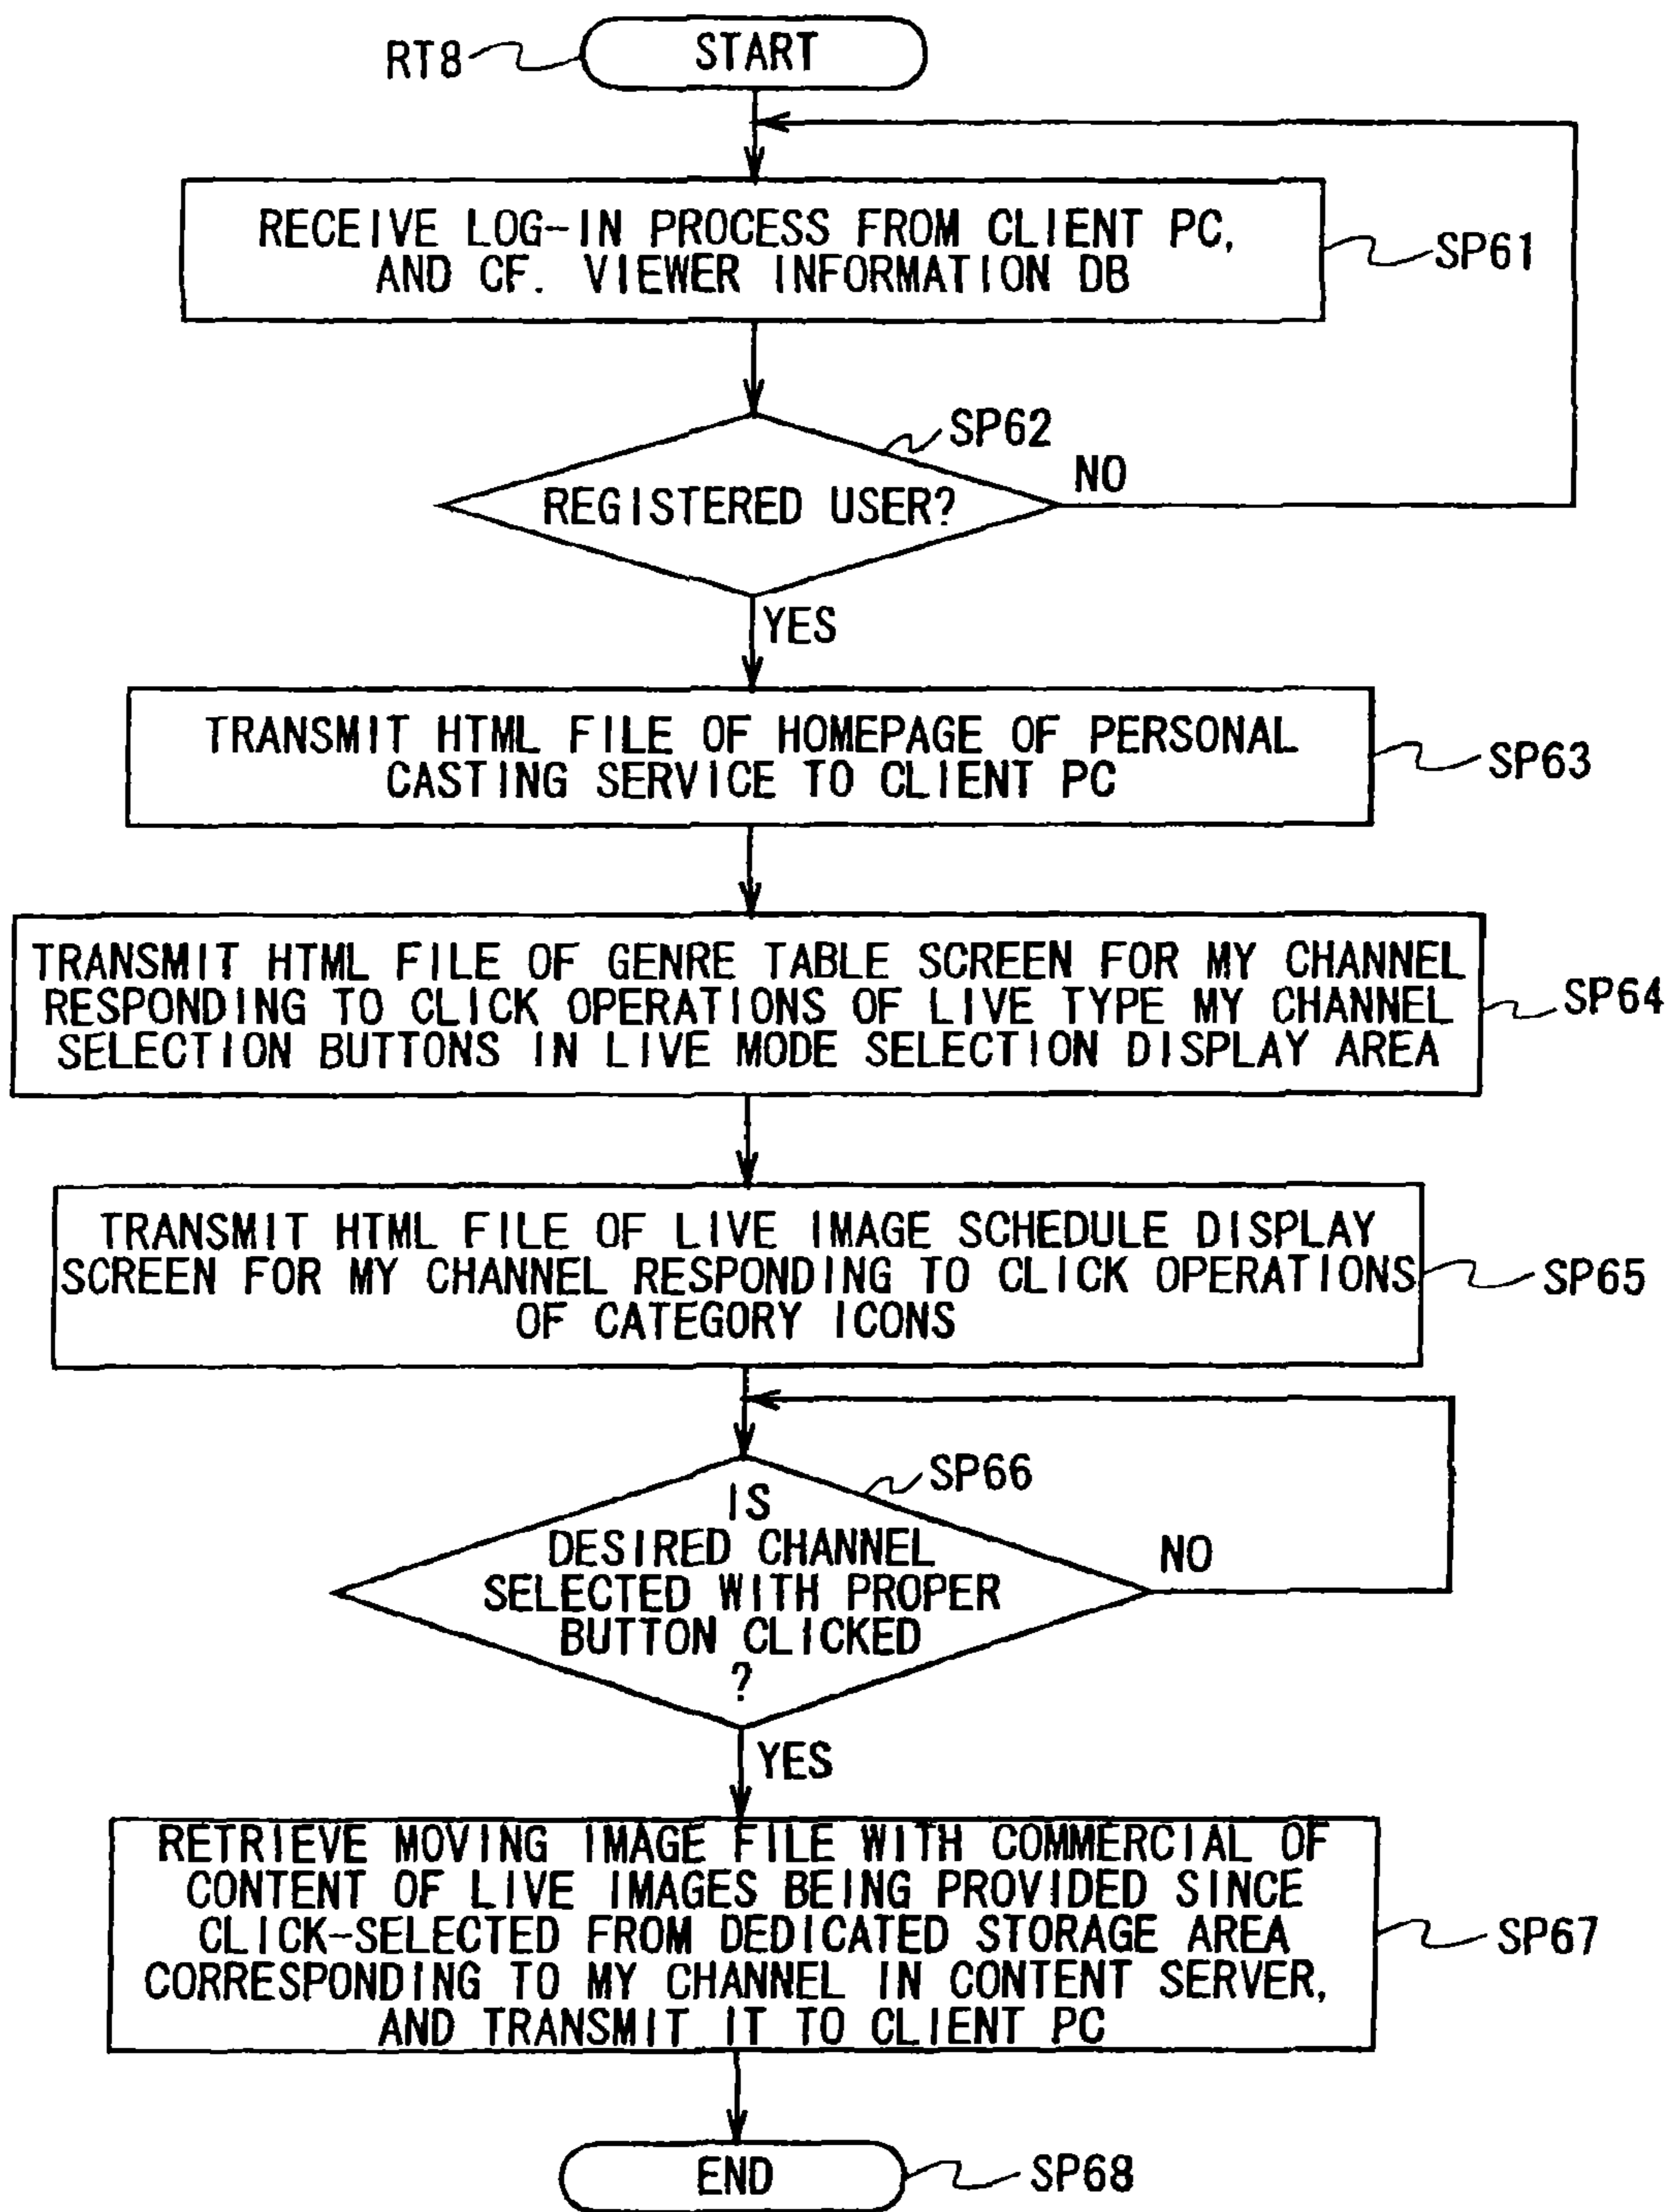 RT8
START
RECEIVE LOG-IN PROCESS FROM CLIENT PC,
AND CF. VIEWER INFORMATION DB
SP61
SP62
REGISTERED USER?
NO
YES
TRANSMIT HTML FILE OF HOMEPAGE OF PERSONAL
CASTING SERVICE TO CLIENT PC
SP63
TRANSMIT HTML FILE OF GENRE TABLE SCREEN FOR MY CHANNEL
RESPONDING TO CLICK OPERATIONS OF LIVE TYPE MY CHANNEL
SELECTION BUTTONS IN LIVE MODE SELECTION DISPLAY AREA
SP64
TRANSMIT HTML FILE OF LIVE IMAGE SCHEDULE DISPLAY
SCREEN FOR MY CHANNEL RESPONDING TO CLICK OPERATIONS
OF CATEGORY ICONS
SP65
SP66
IS
DESIRED CHANNEL
SELECTED WITH PROPER
BUTTON CLICKED
?
NO
YES
RETRIEVE MOVING IMAGE FILE WITH COMMERCIAL OF
CONTENT OF LIVE IMAGES BEING PROVIDED SINCE
CLICK-SELECTED FROM DEDICATED STORAGE AREA
CORRESPONDING TO MY CHANNEL IN CONTENT SERVER,
AND TRANSMIT IT TO CLIENT PC
SP67
END
SP68